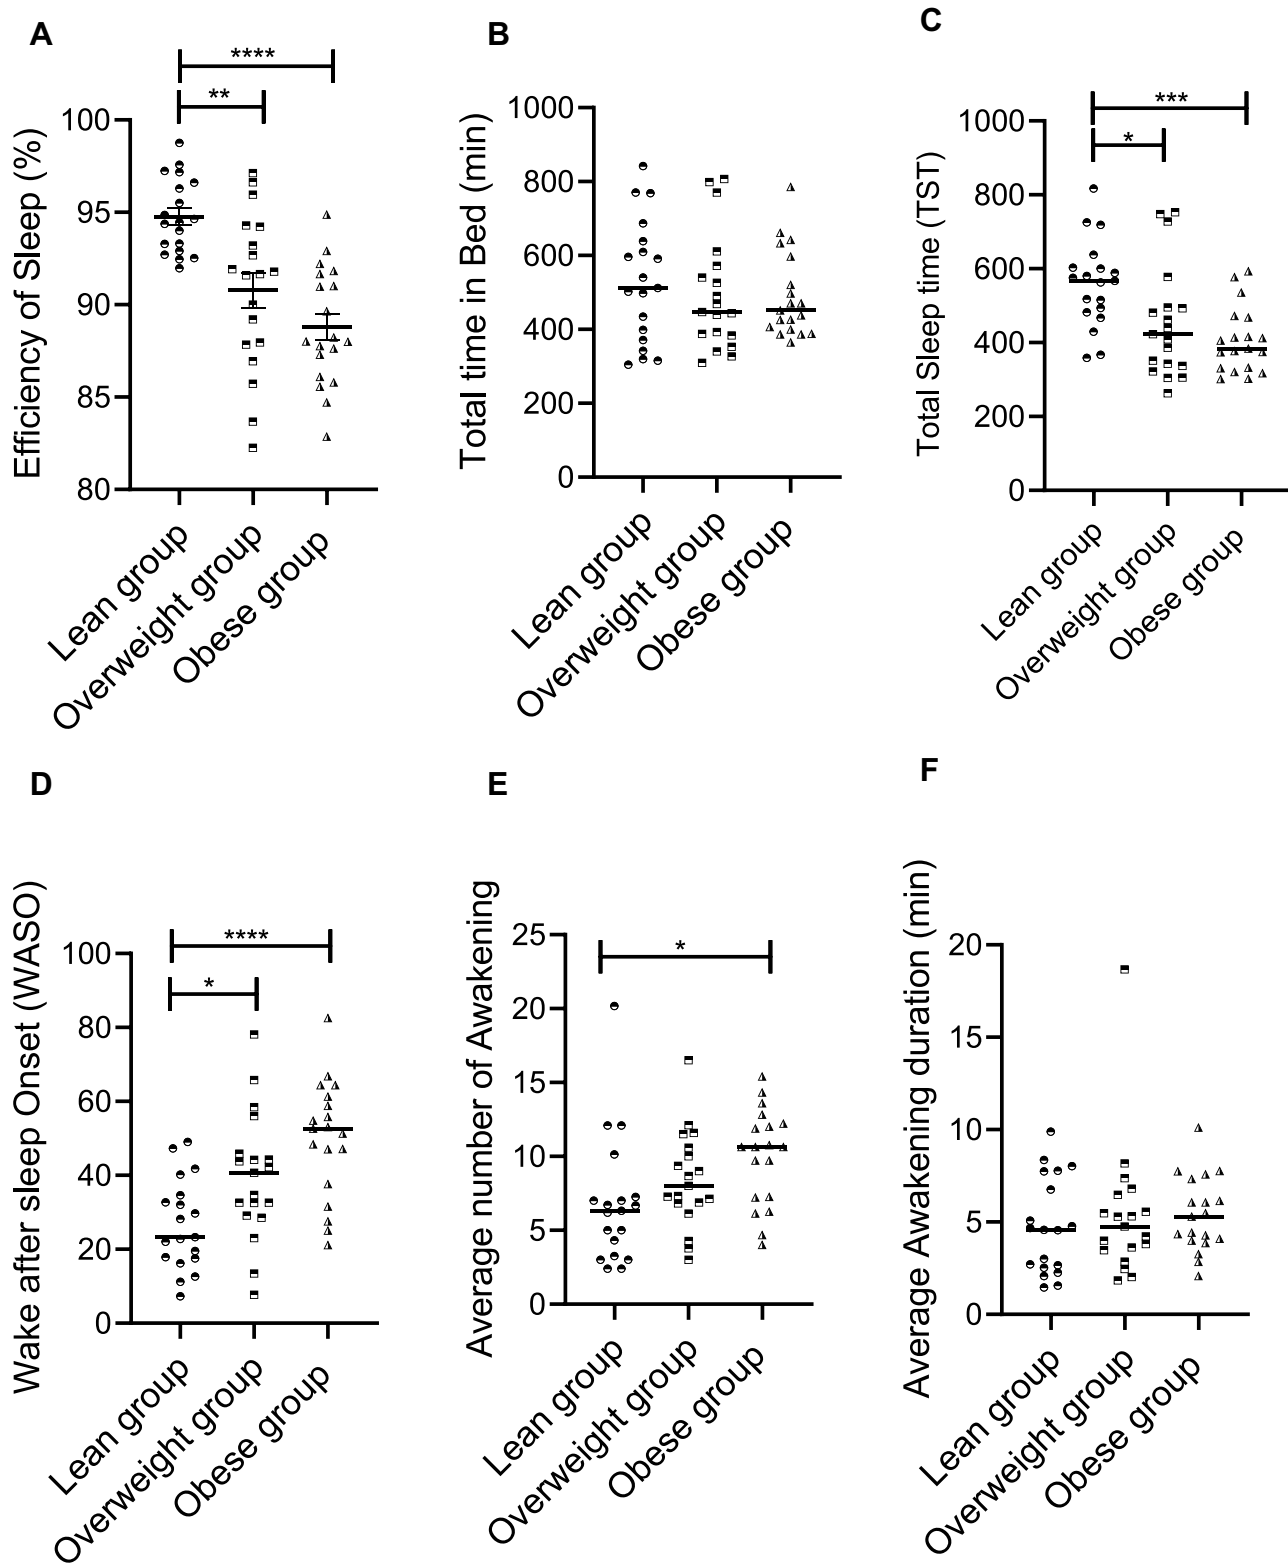 A
****
**
Efficiency of Sleep (%)
100
95
90
85
80
Lean group
Overweight group
Obese group
B
Total time in Bed (min)
1000
800
600
400
200
0
Lean group
Overweight group
Obese group
C
***
*
Total Sleep time (TST)
1000
800
600
400
200
0
Lean group
Overweight group
Obese group
D
****
*
Wake after sleep Onset (WASO)
100
80
60
40
20
0
Lean group
Overweight group
Obese group
E
*
Average number of Awakening
25
20
15
10
5
0
Lean group
Overweight group
Obese group
F
Average Awakening duration (min)
20
15
10
5
0
Lean group
Overweight group
Obese group